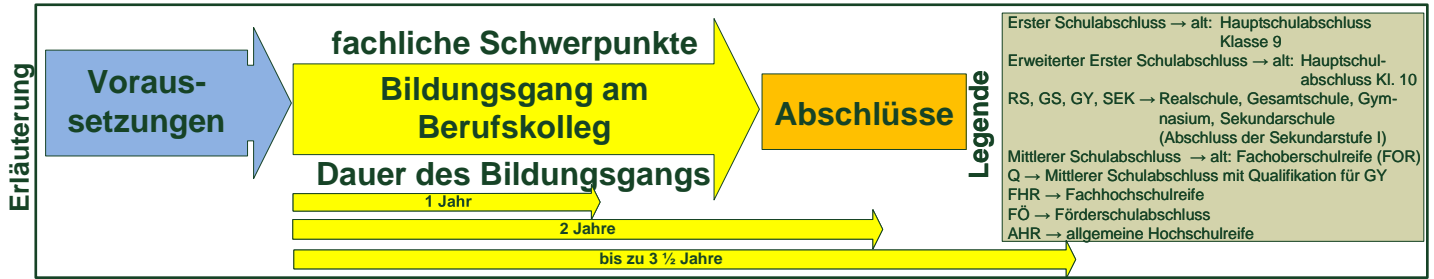 Erläuterung
Voraus-
setzungen
fachliche Schwerpunkte
Bildungsgang am
Berufskolleg
Dauer des Bildungsgangs
1 Jahr
2 Jahre
bis zu 3 ½ Jahre
Abschlüsse
Legende
Erster Schulabschluss → alt: Hauptschulabschluss
Klasse 9
Erweiterter Erster Schulabschluss → alt: Hauptschul-
abschluss Kl. 10
RS, GS, GY, SEK → Realschule, Gesamtschule, Gym-
nasium, Sekundarschule
(Abschluss der Sekundarstufe I)
Mittlerer Schulabschluss → alt: Fachoberschulreife (FOR)
Q → Mittlerer Schulabschluss mit Qualifikation für GY
FHR → Fachhochschulreife
FÖ → Förderschulabschluss
AHR → allgemeine Hochschulreife